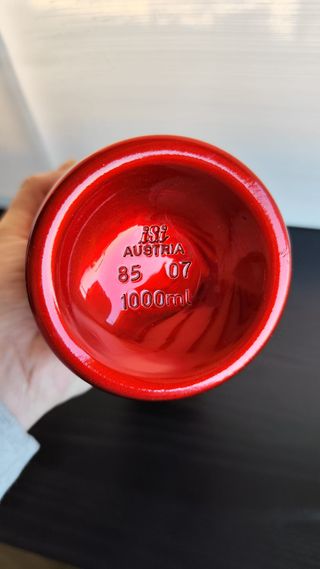 iSi
AUSTRIA
85 07
1000ml